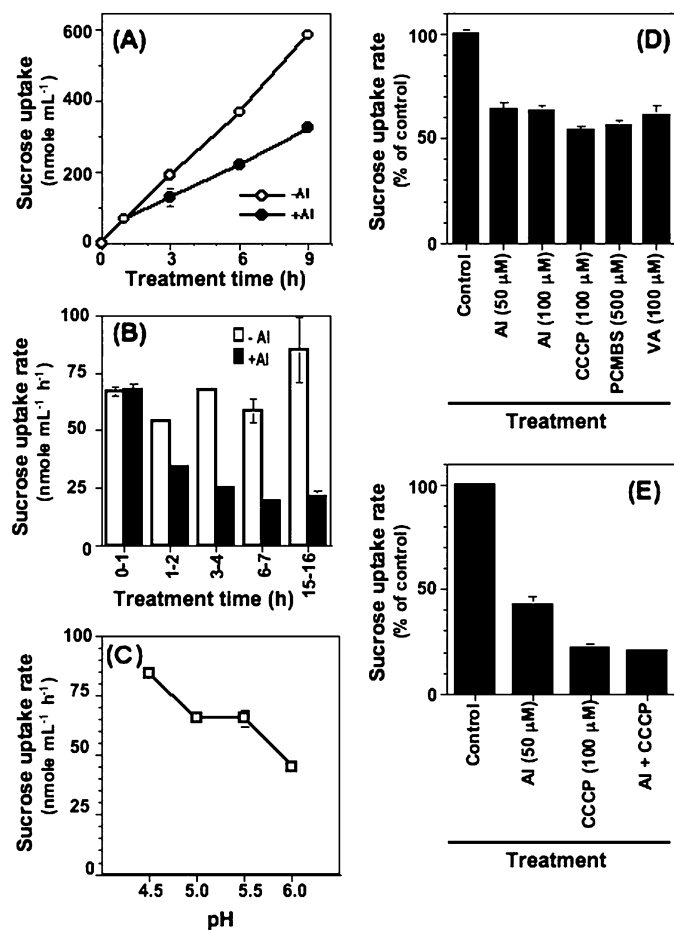 (A)
Sucrose uptake
(nmole mL-1)
600
400
200
0
-Al
+Al
0 3 6 9
Treatment time (h)
(B)
Sucrose uptake rate
(nmole mL-1 h-1)
100
75
50
25
0
- Al
+Al
0-1 1-2 3-4 6-7 15-16
Treatment time (h)
(C)
Sucrose uptake rate
(nmole mL-1 h-1)
100
75
50
25
0
4.5 5.0 5.5 6.0
pH
(D)
Sucrose uptake rate
(% of control)
100
50
0
Control
Al (50 µM)
Al (100 µM)
CCCP (100 µM)
PCMBS (500 µM)
VA (100 µM)
Treatment
(E)
Sucrose uptake rate
(% of control)
100
50
0
Control
Al (50 µM)
CCCP (100 µM)
Al + CCCP
Treatment